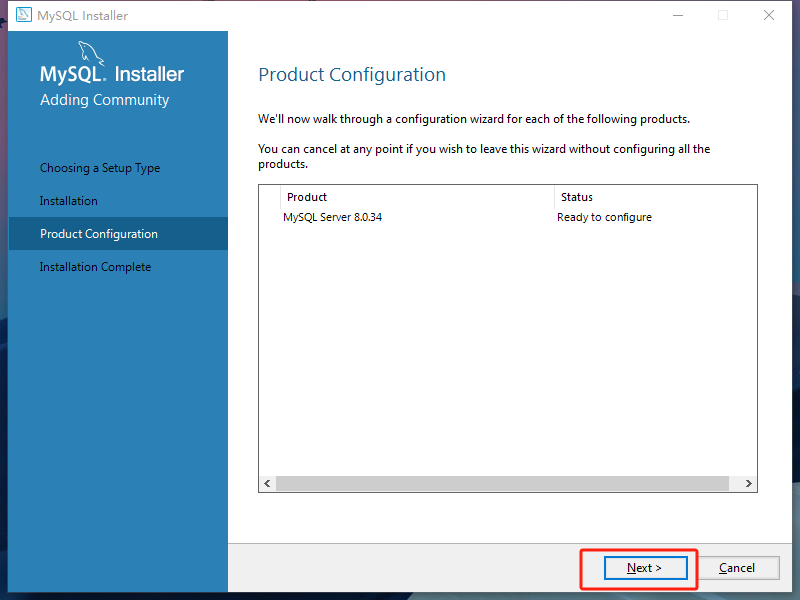 MySQL Installer
MySQL. Installer
Adding Community
Choosing a Setup Type
Installation
Product Configuration
Installation Complete
Product Configuration
We'll now walk through a configuration wizard for each of the following products.
You can cancel at any point if you wish to leave this wizard without configuring all the
products.
Product Status
MySQL Server 8.0.34 Ready to configure
Next > Cancel